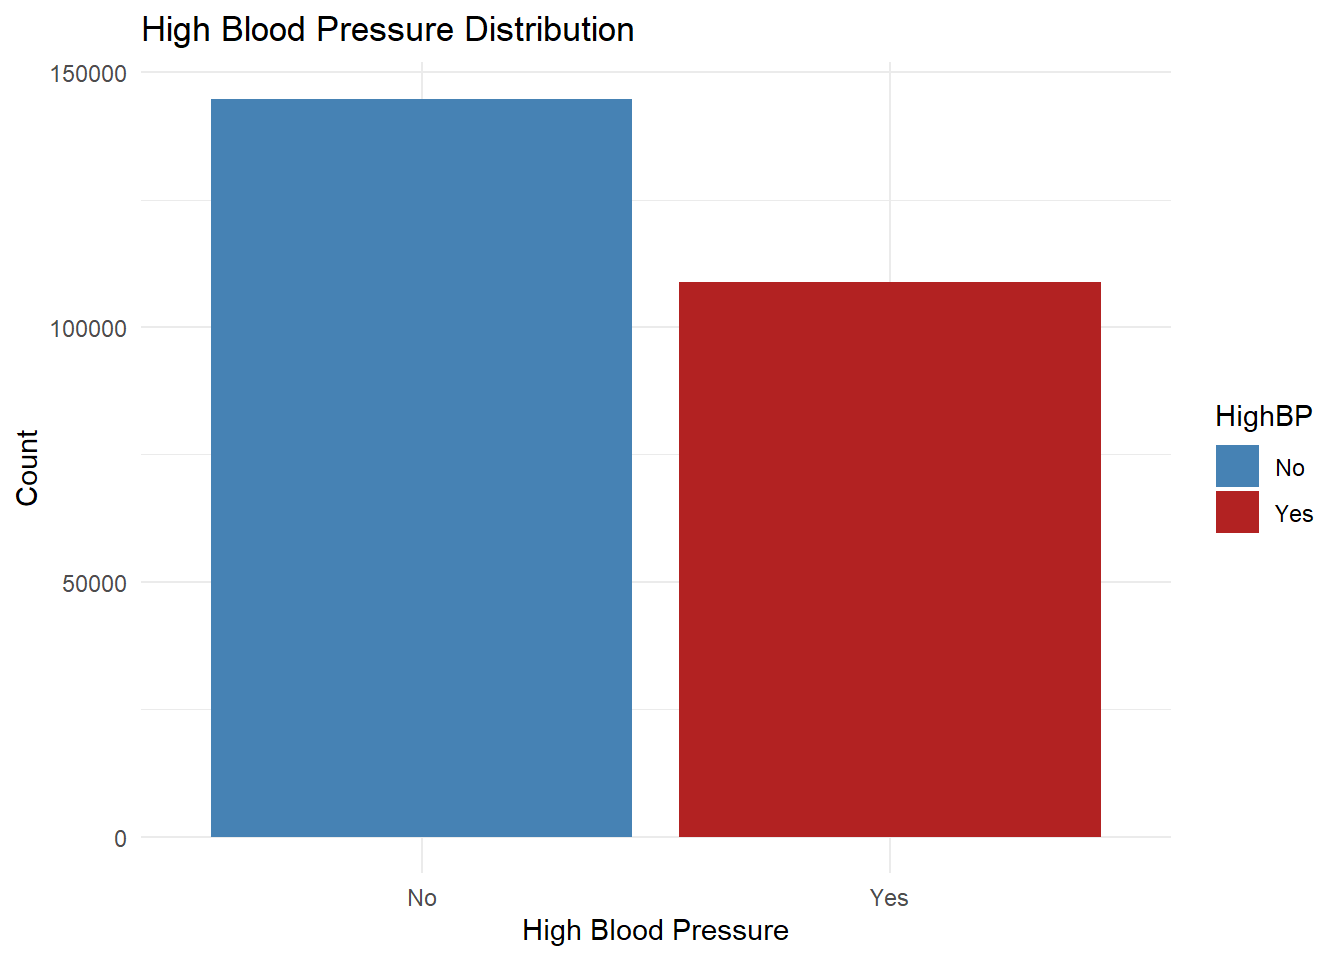 High Blood Pressure Distribution
150000
100000
50000
0
Count
No
Yes
High Blood Pressure
HighBP
No
Yes